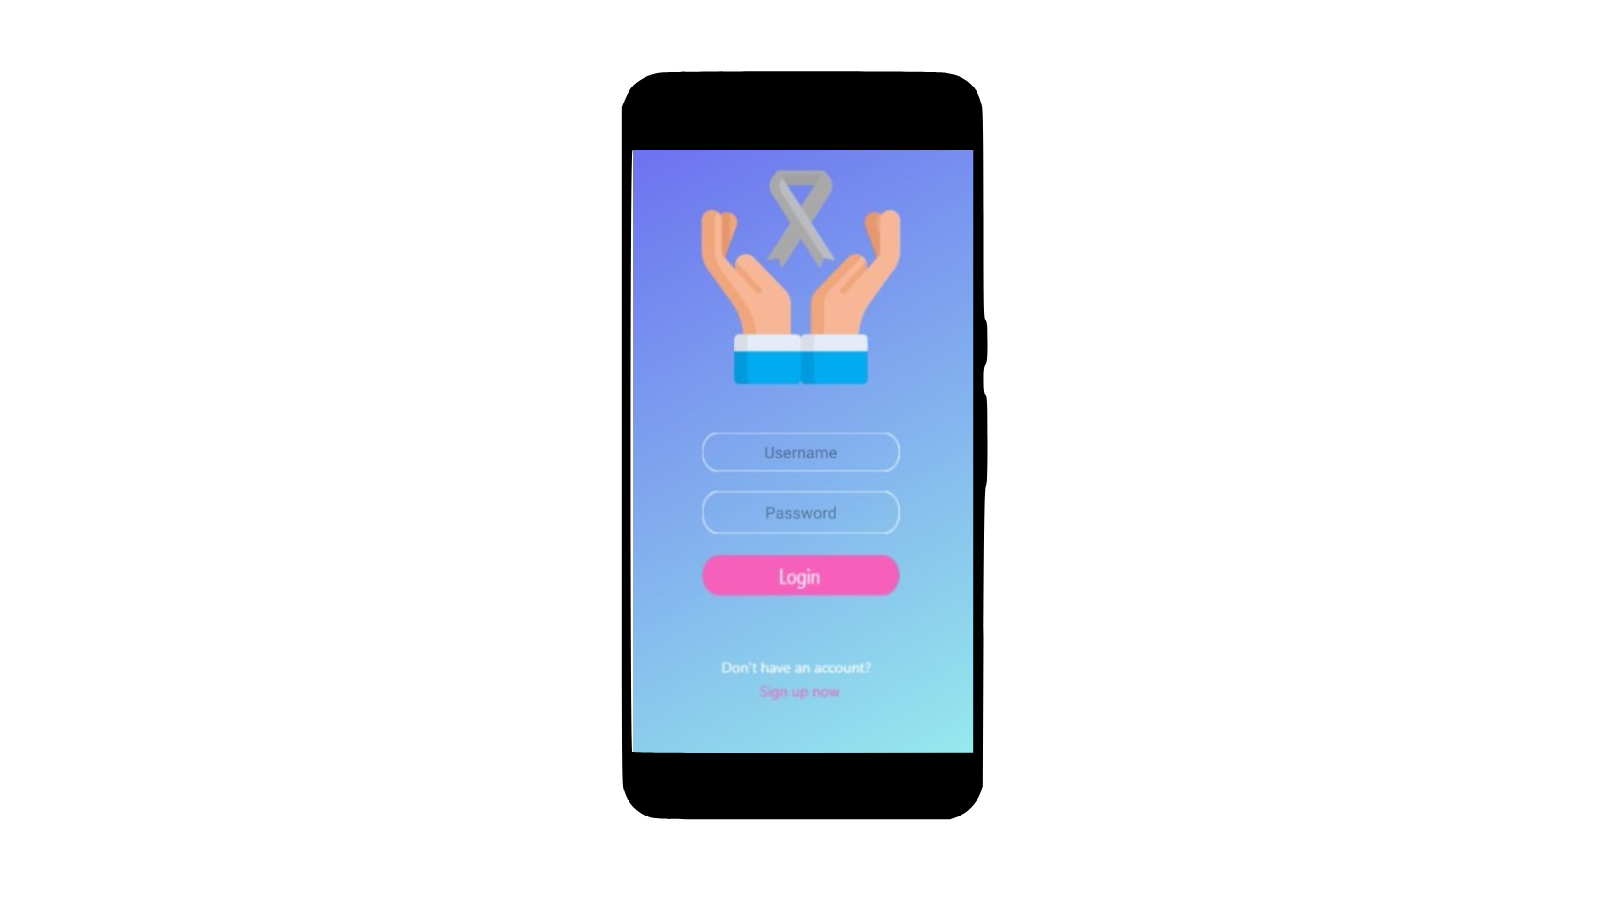 Username
Password
Login
Don't have an account?
Sign up now